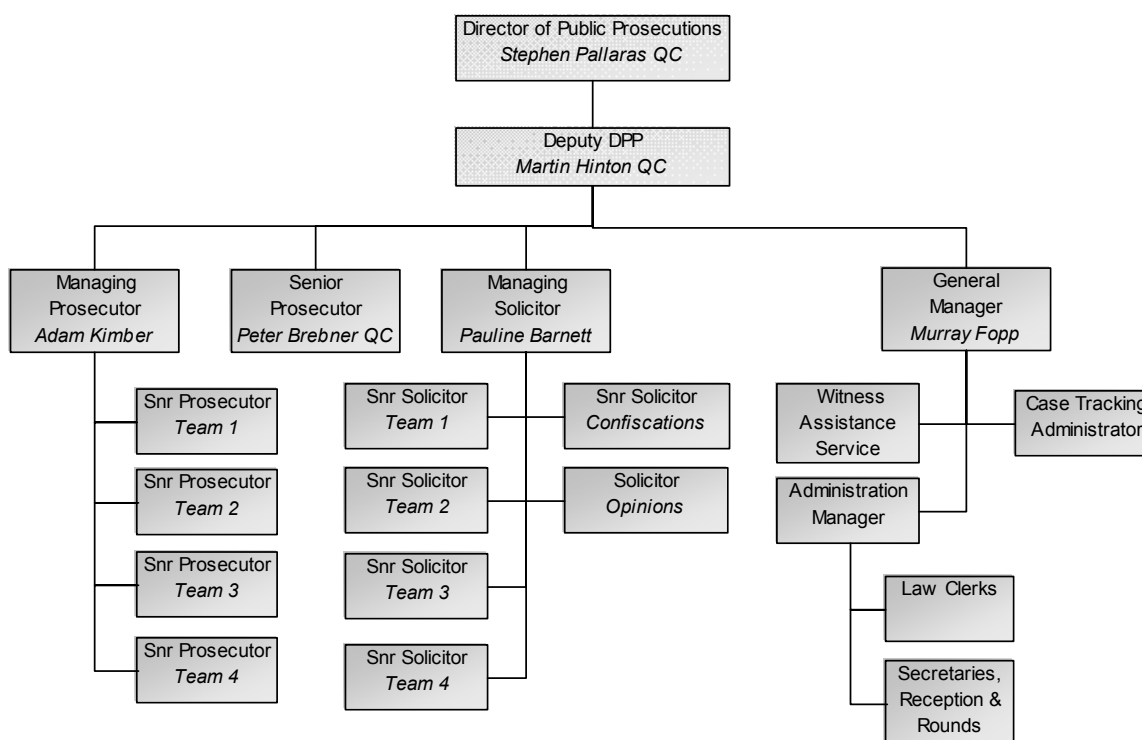 Director of Public Prosecutions
Stephen Pallaras QC
Deputy DPP
Martin Hinton QC
Managing
Prosecutor
Adam Kimber
Senior
Prosecutor
Peter Brebner QC
Managing
Solicitor
Pauline Barnett
General
Manager
Murray Fopp
Snr Prosecutor
Team 1
Snr Prosecutor
Team 2
Snr Prosecutor
Team 3
Snr Prosecutor
Team 4
Snr Solicitor
Team 1
Snr Solicitor
Team 2
Snr Solicitor
Team 3
Snr Solicitor
Team 4
Snr Solicitor
Confiscations
Solicitor
Opinions
Witness
Assistance
Service
Case Tracking
Administrator
Administration
Manager
Law Clerks
Secretaries,
Reception &
Rounds